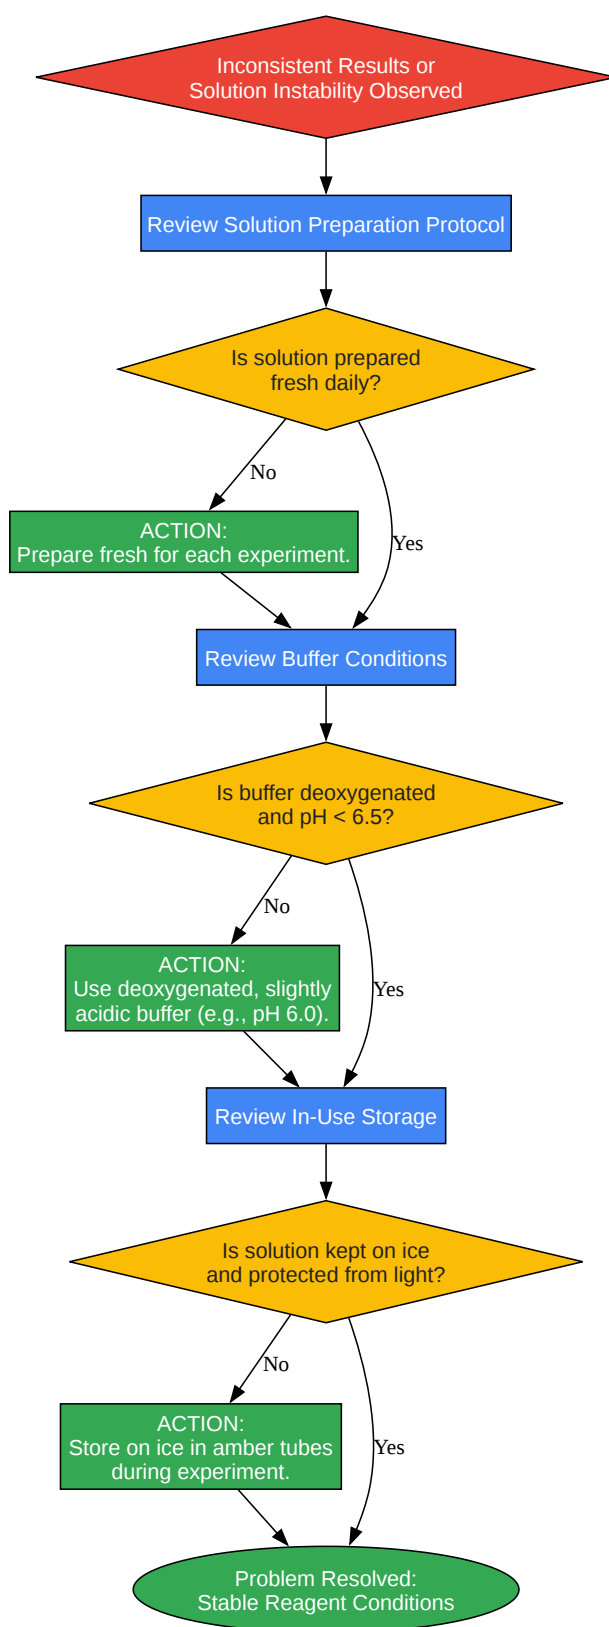 Inconsistent Results or
Solution Instability Observed
Review Solution Preparation Protocol
Is solution prepared
fresh daily?
No
ACTION:
Prepare fresh for each experiment.
Yes
Review Buffer Conditions
Is buffer deoxygenated
and pH < 6.5?
No
ACTION:
Use deoxygenated, slightly
acidic buffer (e.g., pH 6.0).
Yes
Review In-Use Storage
Is solution kept on ice
and protected from light?
No
ACTION:
Store on ice in amber tubes
during experiment.
Yes
Problem Resolved:
Stable Reagent Conditions